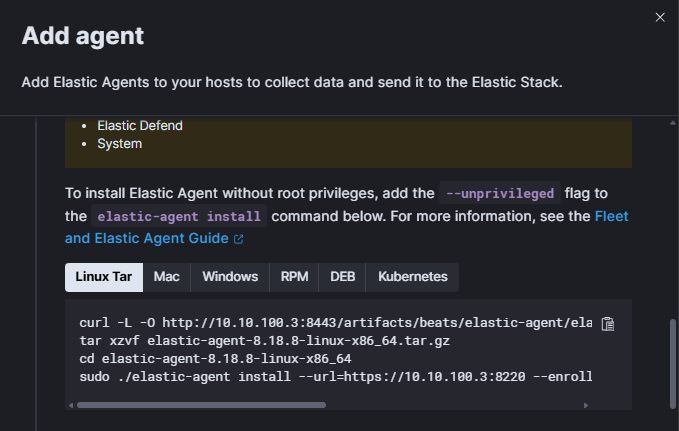 Add agent
Add Elastic Agents to your hosts to collect data and send it to the Elastic Stack.
• Elastic Defend
• System
To install Elastic Agent without root privileges, add the --unprivileged flag to
the elastic-agent install command below. For more information, see the Fleet
and Elastic Agent Guide
Linux Tar Mac Windows RPM DEB Kubernetes
curl -L -O http://10.10.100.3:8443/artifacts/beats/elastic-agent/ela
tar xzvf elastic-agent-8.18.8-linux-x86_64.tar.gz
cd elastic-agent-8.18.8-linux-x86_64
sudo ./elastic-agent install --url=https://10.10.100.3:8220 --enroll